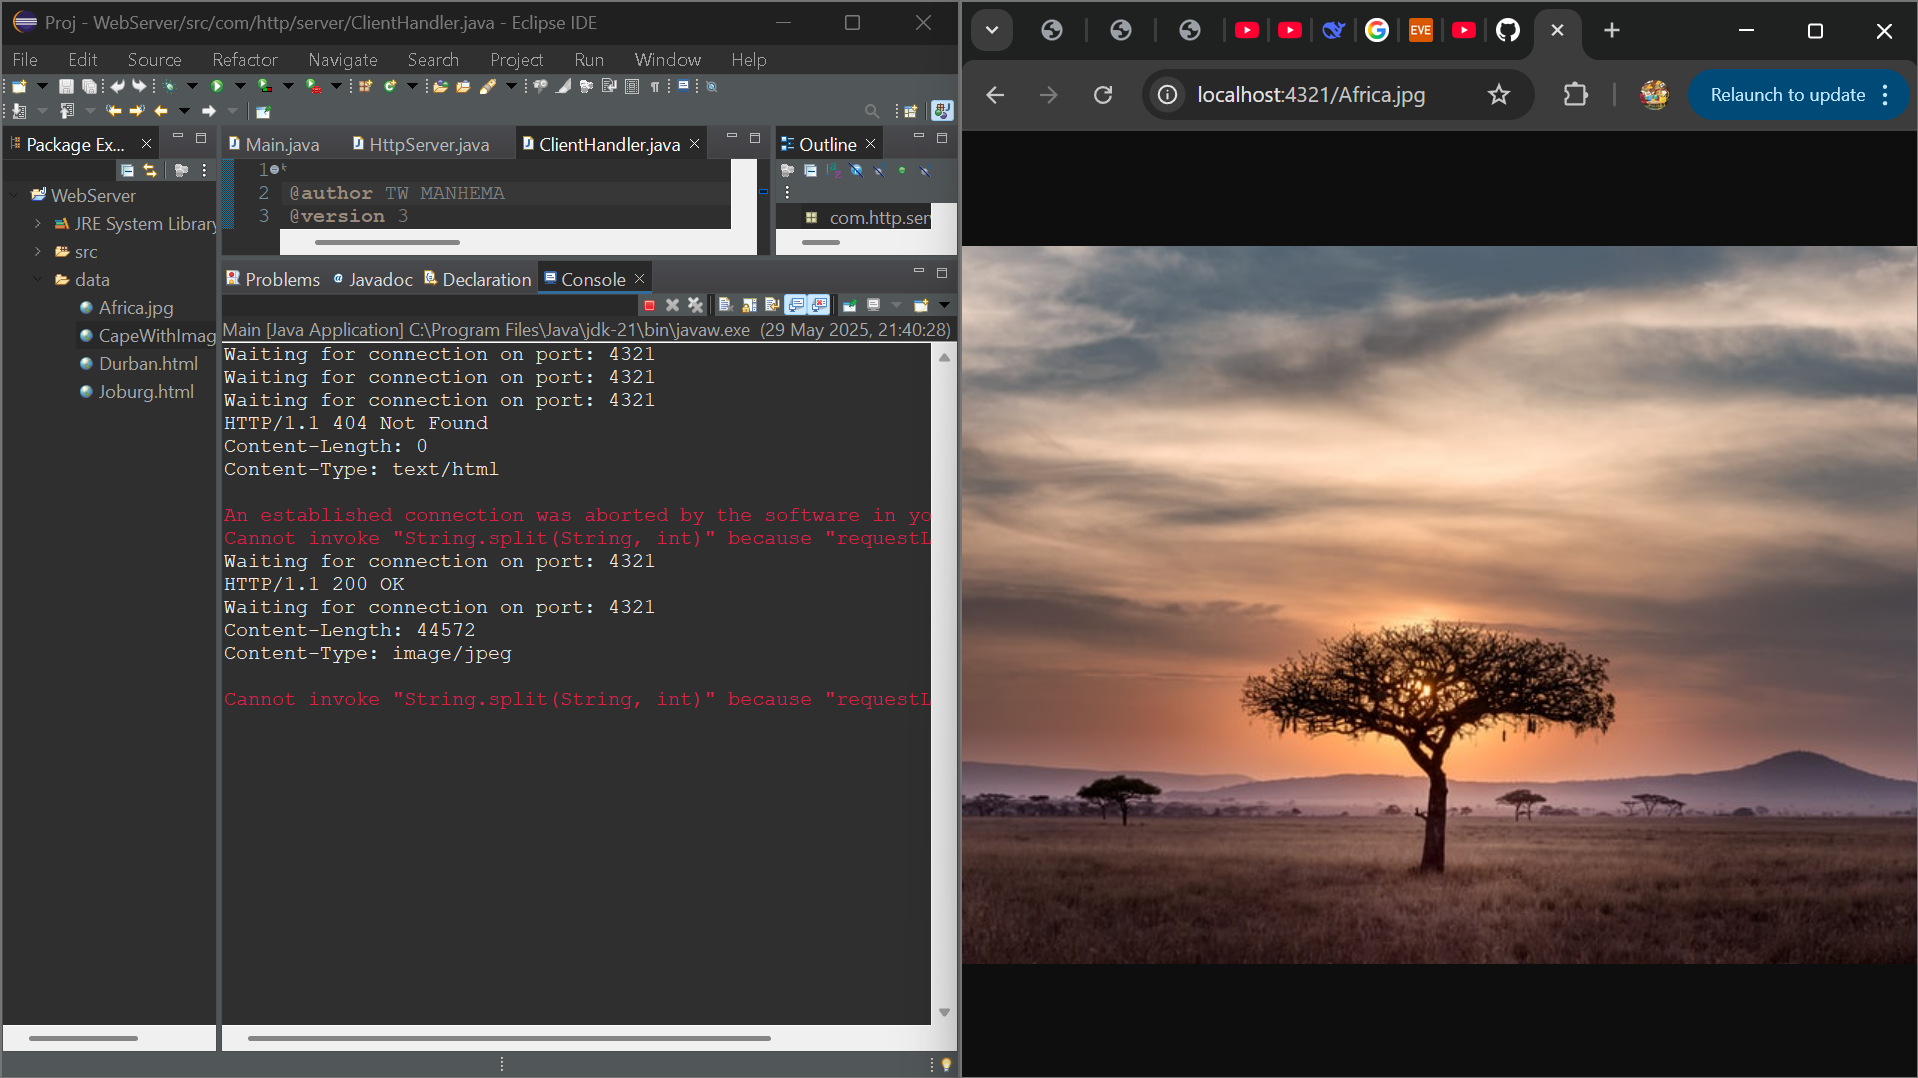 Proj - WebServer/src/com/http/server/ClientHandler.java - Eclipse IDE
File Edit Source Refactor Navigate Search Project Run Window Help
Package Ex...
WebServer
JRE System Library
src
data
Africa.jpg
CapeWithImag
Durban.html
Joburg.html
Main.java HttpServer.java ClientHandler.java
1
2 @author TW MANHEMA
3 @version 3
Outline
com.http.ser
Problems Javadoc Declaration Console
Main [Java Application] C:\Program Files\Java\jdk-21\bin\javaw.exe (29 May 2025, 21:40:28)
Waiting for connection on port: 4321
Waiting for connection on port: 4321
Waiting for connection on port: 4321
HTTP/1.1 404 Not Found
Content-Length: 0
Content-Type: text/html
An established connection was aborted by the software in yo
Cannot invoke "String.split(String, int)" because "requestL
Waiting for connection on port: 4321
HTTP/1.1 200 OK
Waiting for connection on port: 4321
Content-Length: 44572
Content-Type: image/jpeg
Cannot invoke "String.split(String, int)" because "requestL
EVE
localhost:4321/Africa.jpg
Relaunch to update